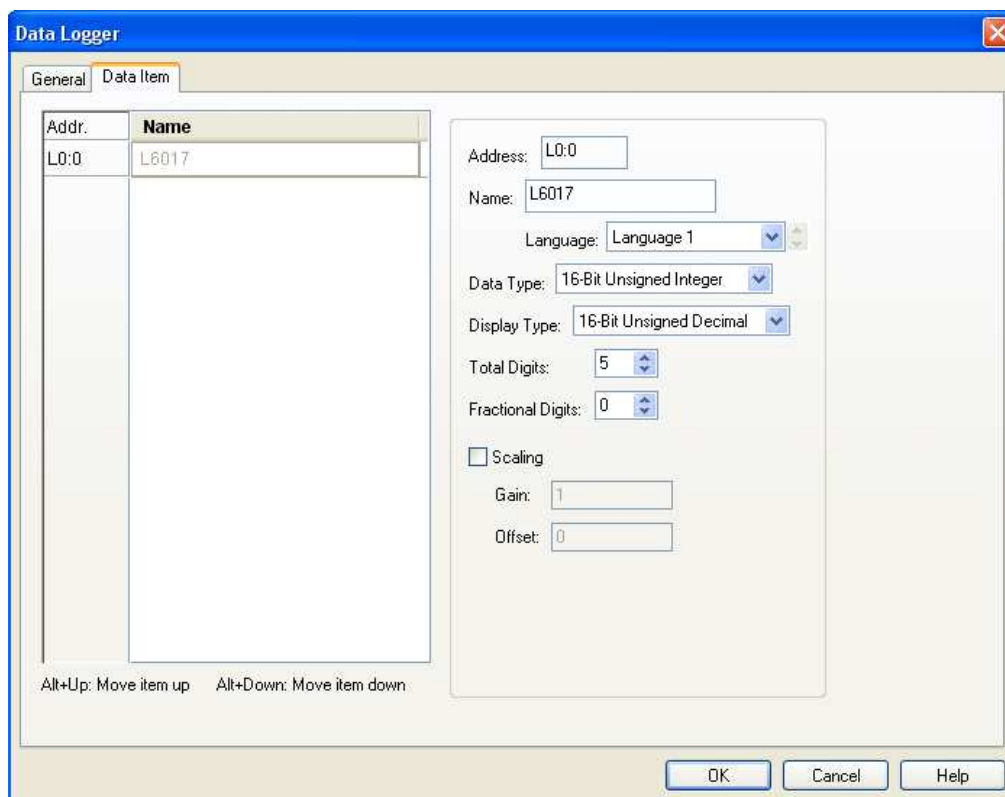 Data Logger
General Data Item
Addr. Name
L0:0 L6017
Address: L0:0
Name: L6017
Language: Language 1
Data Type: 16-Bit Unsigned Integer
Display Type: 16-Bit Unsigned Decimal
Total Digits: 5
Fractional Digits: 0
Scaling
Gain: 1
Offset: 0
Alt+Up: Move item up Alt+Down: Move item down
OK Cancel Help